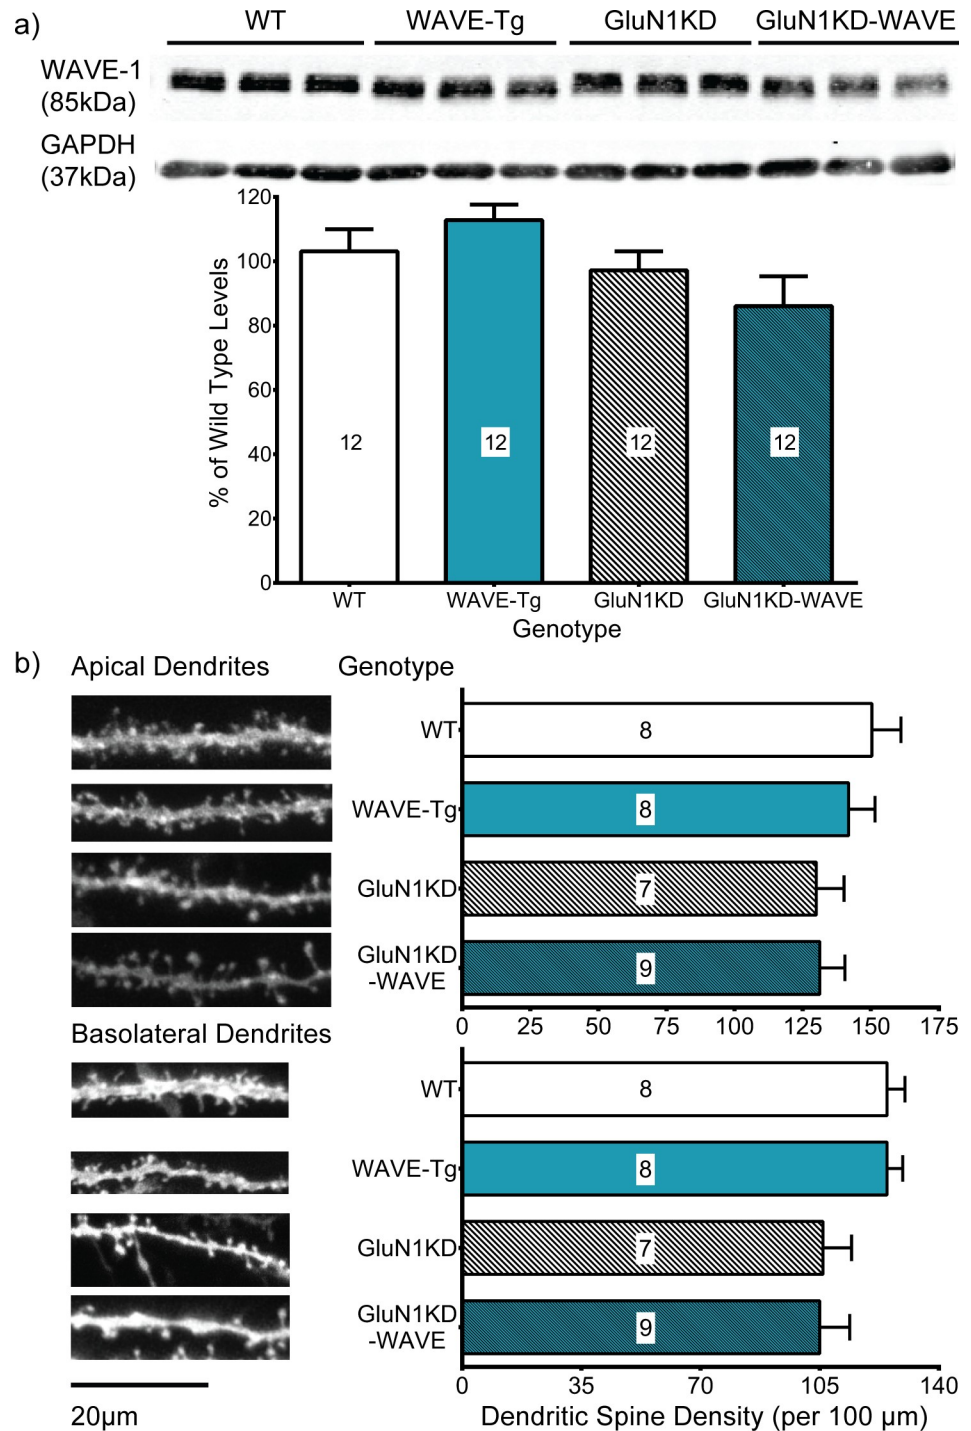 a)
WT WAVE-Tg GluN1KD GluN1KD-WAVE
WAVE-1
(85kDa)
GAPDH
(37kDa)
120
100
80
60
40
20
0
% of Wild Type Levels
12 12 12 12
WT WAVE-Tg GluN1KD GluN1KD-WAVE
Genotype
b) Apical Dendrites Genotype
WT 8
WAVE-Tg 8
GluN1KD 7
GluN1KD
-WAVE 9
0 25 50 75 100 125 150 175
Basolateral Dendrites
WT 8
WAVE-Tg 8
GluN1KD 7
GluN1KD
-WAVE 9
0 35 70 105 140
20µm
Dendritic Spine Density (per 100 µm)